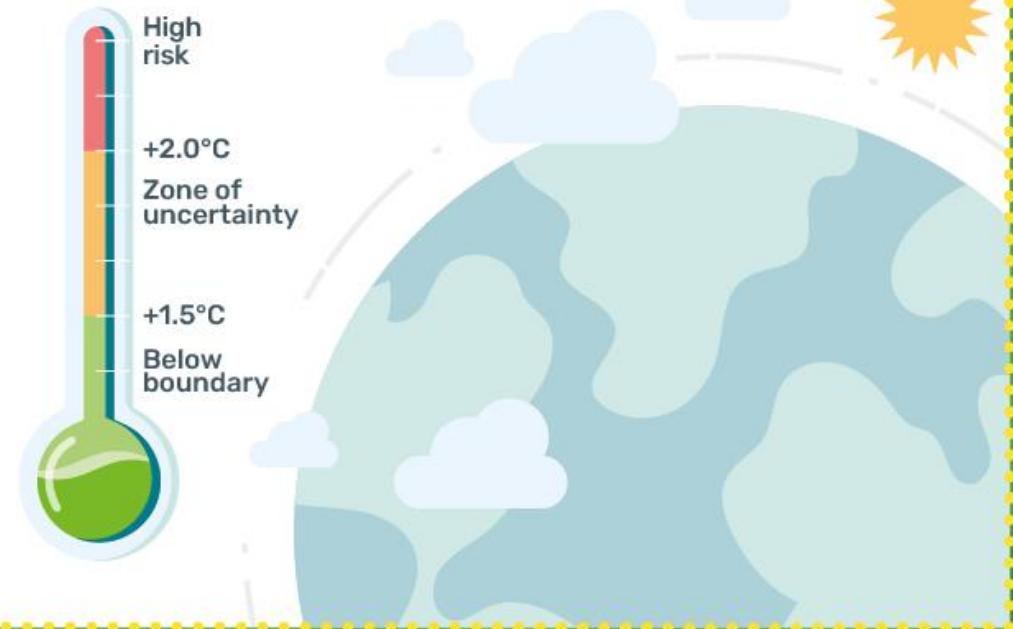 High
risk
+2.0°C
Zone of
uncertainty
+1.5°C
Below
boundary